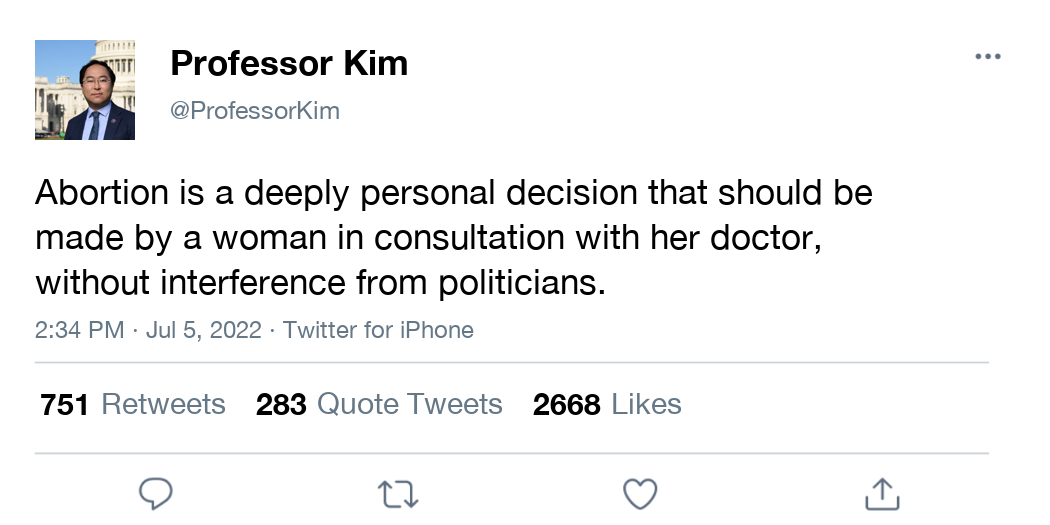 Professor Kim
@ProfessorKim
Abortion is a deeply personal decision that should be
made by a woman in consultation with her doctor,
without interference from politicians.
2:34 PM · Jul 5, 2022 · Twitter for iPhone
751 Retweets 283 Quote Tweets 2668 Likes